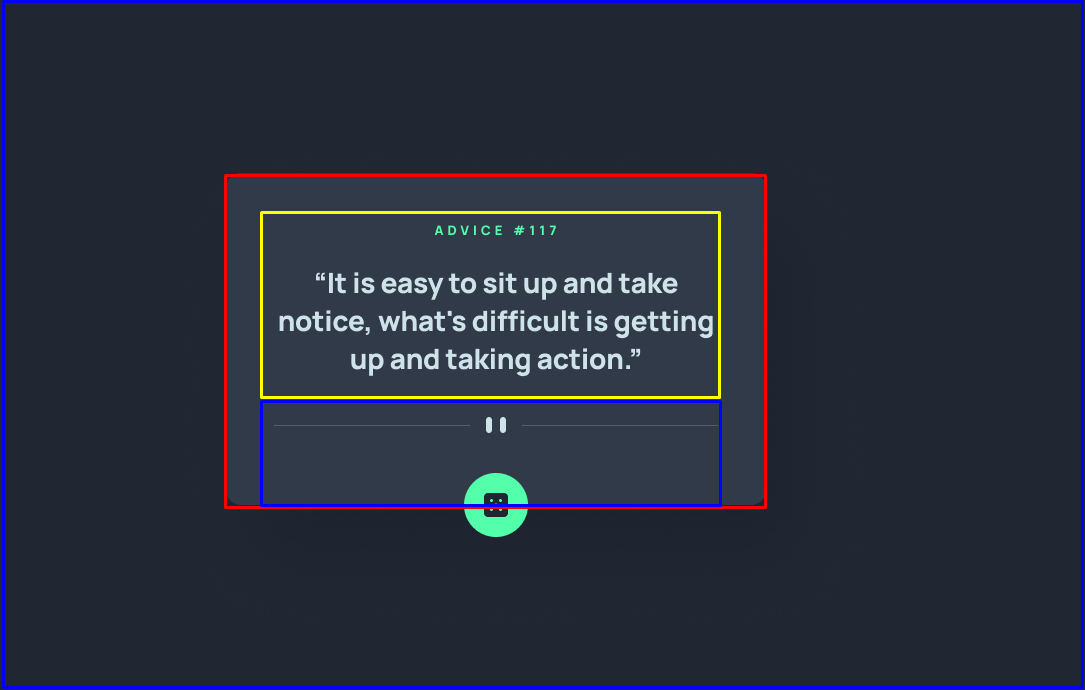 ADVICE #117
“It is easy to sit up and take
notice, what's difficult is getting
up and taking action.”